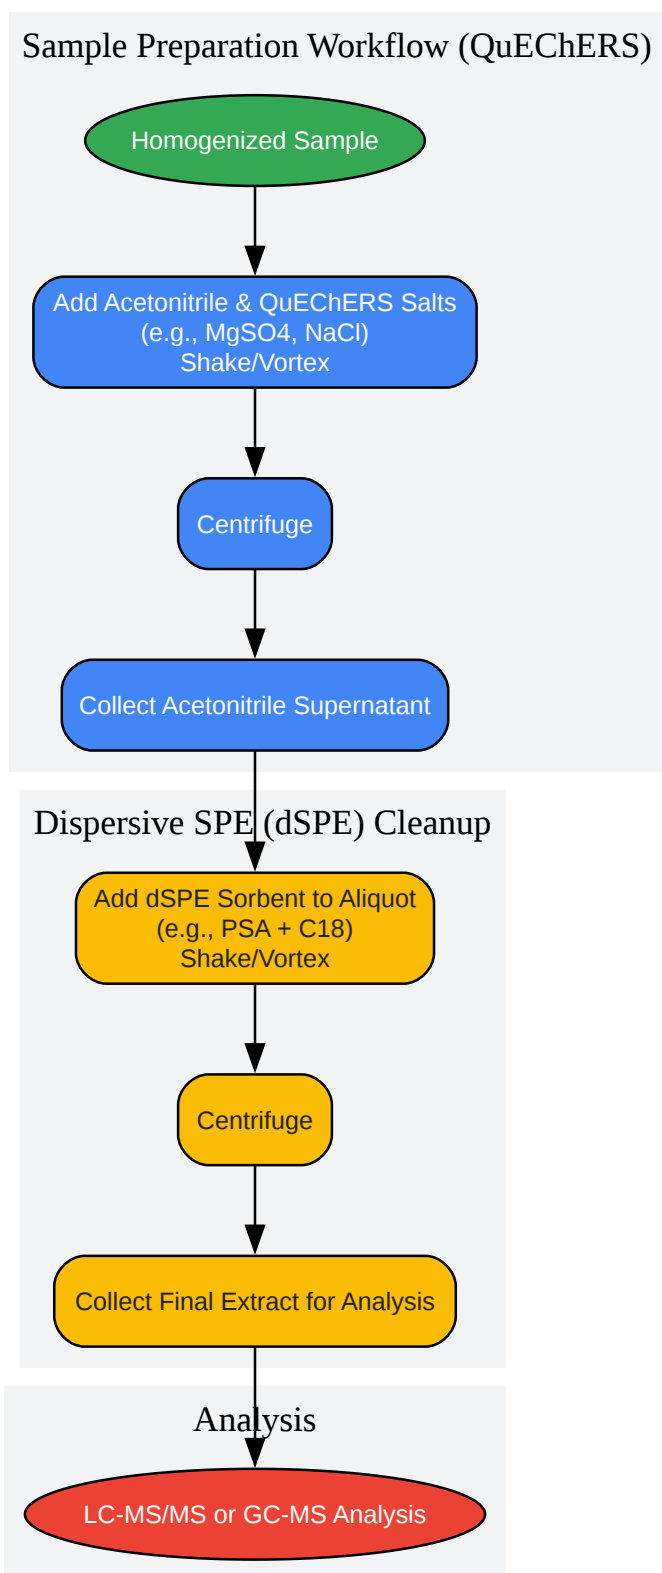 Sample Preparation Workflow (QuEChERS)
Homogenized Sample
Add Acetonitrile & QuEChERS Salts
(e.g., MgSO4, NaCl)
Shake/Vortex
Centrifuge
Collect Acetonitrile Supernatant
Dispersive SPE (dSPE) Cleanup
Add dSPE Sorbent to Aliquot
(e.g., PSA + C18)
Shake/Vortex
Centrifuge
Collect Final Extract for Analysis
Analysis
LC-MS/MS or GC-MS Analysis